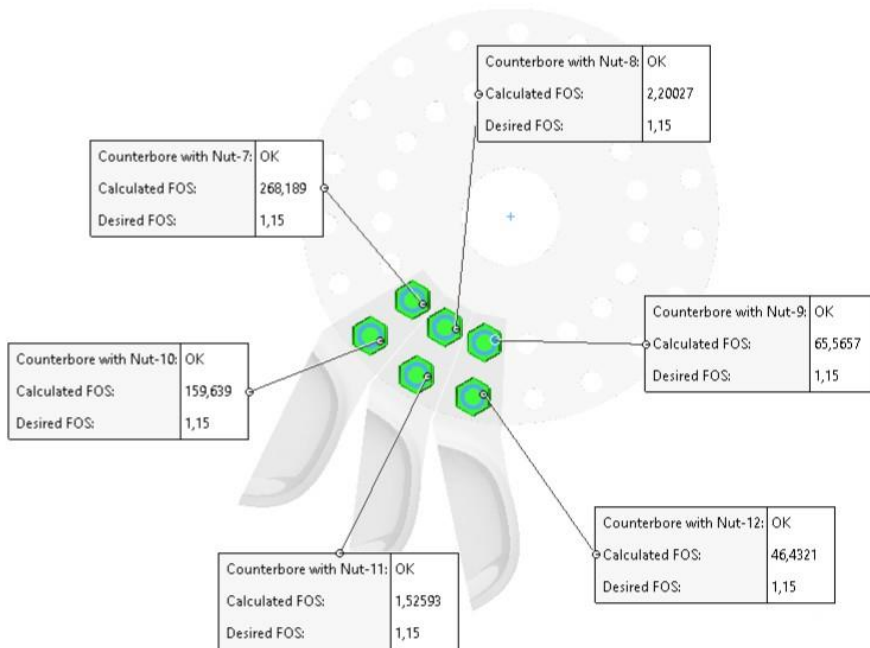 Counterbore with Nut-8: OK
Calculated FOS: 2,20027
Desired FOS: 1,15
Counterbore with Nut-7: OK
Calculated FOS: 268,189
Desired FOS: 1,15
Counterbore with Nut-9: OK
Calculated FOS: 65,5657
Desired FOS: 1,15
Counterbore with Nut-10: OK
Calculated FOS: 159,639
Desired FOS: 1,15
Counterbore with Nut-12: OK
Calculated FOS: 46,4321
Desired FOS: 1,15
Counterbore with Nut-11: OK
Calculated FOS: 1,52593
Desired FOS: 1,15